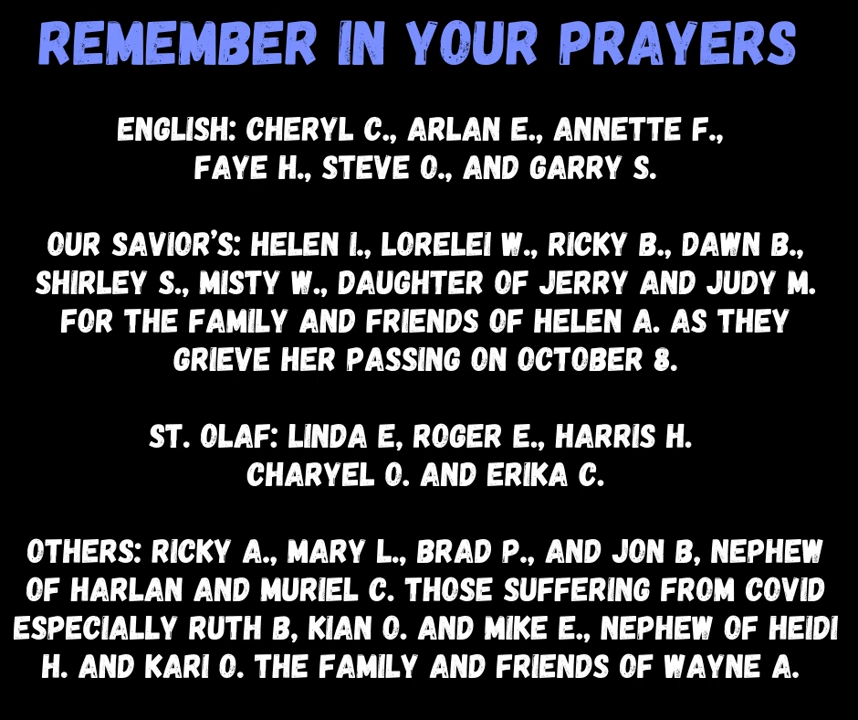 REMEMBER IN YOUR PRAYERS
ENGLISH: CHERYL C., ARLAN E., ANNETTE F.,
FAYE H., STEVE O., AND GARRY S.
OUR SAVIOR'S: HELEN I., LORELEI W., RICKY B., DAWN B.,
SHIRLEY S., MISTY W., DAUGHTER OF JERRY AND JUDY M.
FOR THE FAMILY AND FRIENDS OF HELEN A. AS THEY
GRIEVE HER PASSING ON OCTOBER 8.
ST. OLAF: LINDA E, ROGER E., HARRIS H.
CHARYEL O. AND ERIKA C.
OTHERS: RICKY A., MARY L., BRAD P., AND JON B, NEPHEW
OF HARLAN AND MURIEL C. THOSE SUFFERING FROM COVID
ESPECIALLY RUTH B, KIAN O. AND MIKE E., NEPHEW OF HEIDI
H. AND KARI O. THE FAMILY AND FRIENDS OF WAYNE A.